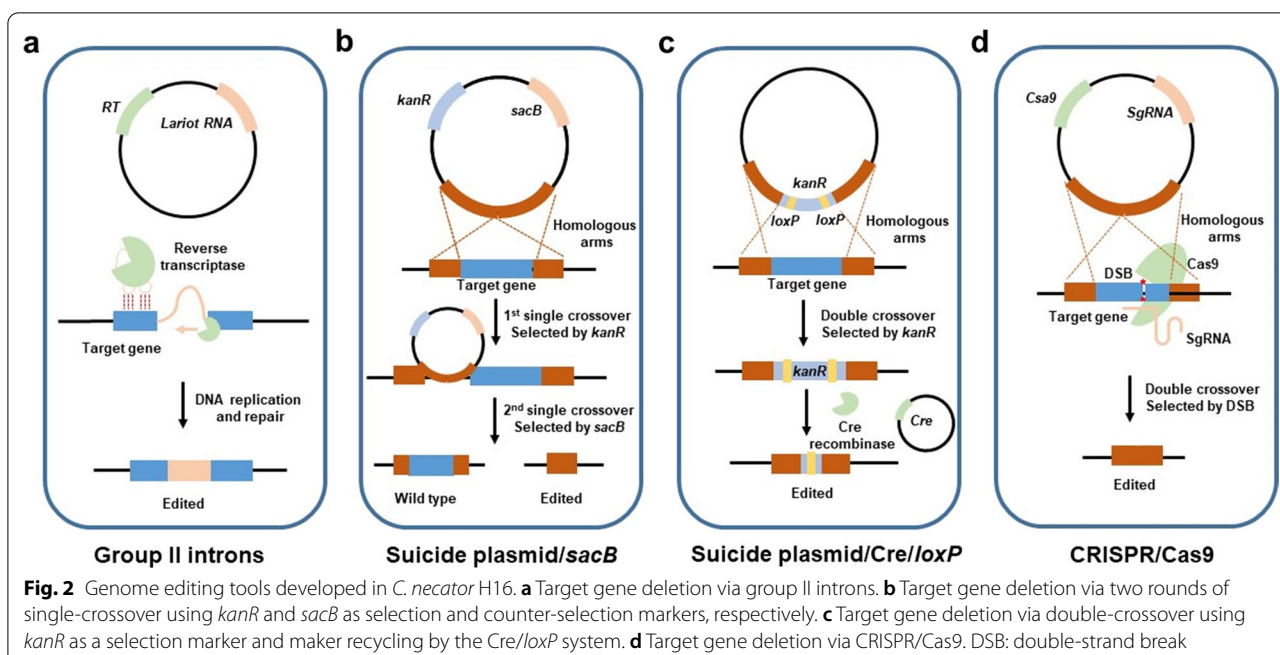 a
RT
Lariot RNA
Reverse
transcriptase
Target gene
DNA replication
and repair
Edited
Group II introns
b
kanR
sacB
Homologous
arms
Target gene
1st single crossover
Selected by kanR
2nd single crossover
Selected by sacB
Wild type
Edited
Suicide plasmid/sacB
c
kanR
loxP
loxP
Homologous
arms
Target gene
Double crossover
Selected by kanR
kanR
Cre
recombinase
Cre
Edited
Suicide plasmid/Cre/loxP
d
Csa9
SgRNA
Homologous
arms
Cas9
DSB
Target gene
SgRNA
Double crossover
Selected by DSB
Edited
CRISPR/Cas9
Fig. 2 Genome editing tools developed in C. necator H16. a Target gene deletion via group II introns. b Target gene deletion via two rounds of
single-crossover using kanR and sacB as selection and counter-selection markers, respectively. c Target gene deletion via double-crossover using
kanR as a selection marker and maker recycling by the Cre/loxP system. d Target gene deletion via CRISPR/Cas9. DSB: double-strand break